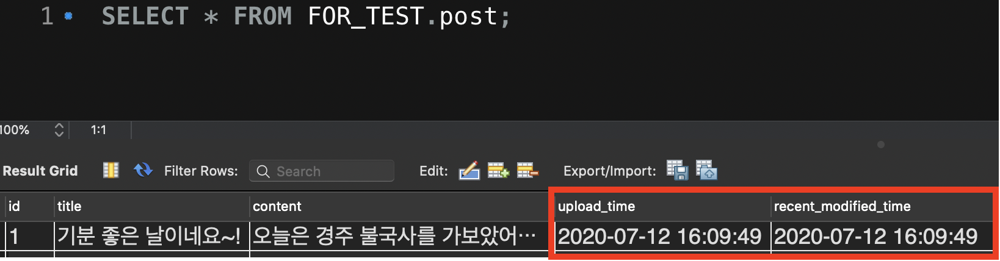 1 SELECT * FROM FOR_TEST.post;
100% 1:1
Result Grid Filter Rows: Search Edit: Export/Import:
id title content upload_time recent_modified_time
1 기분 좋은 날이네요~! 오늘은 경주 불국사를 가보았어… 2020-07-12 16:09:49 2020-07-12 16:09:49